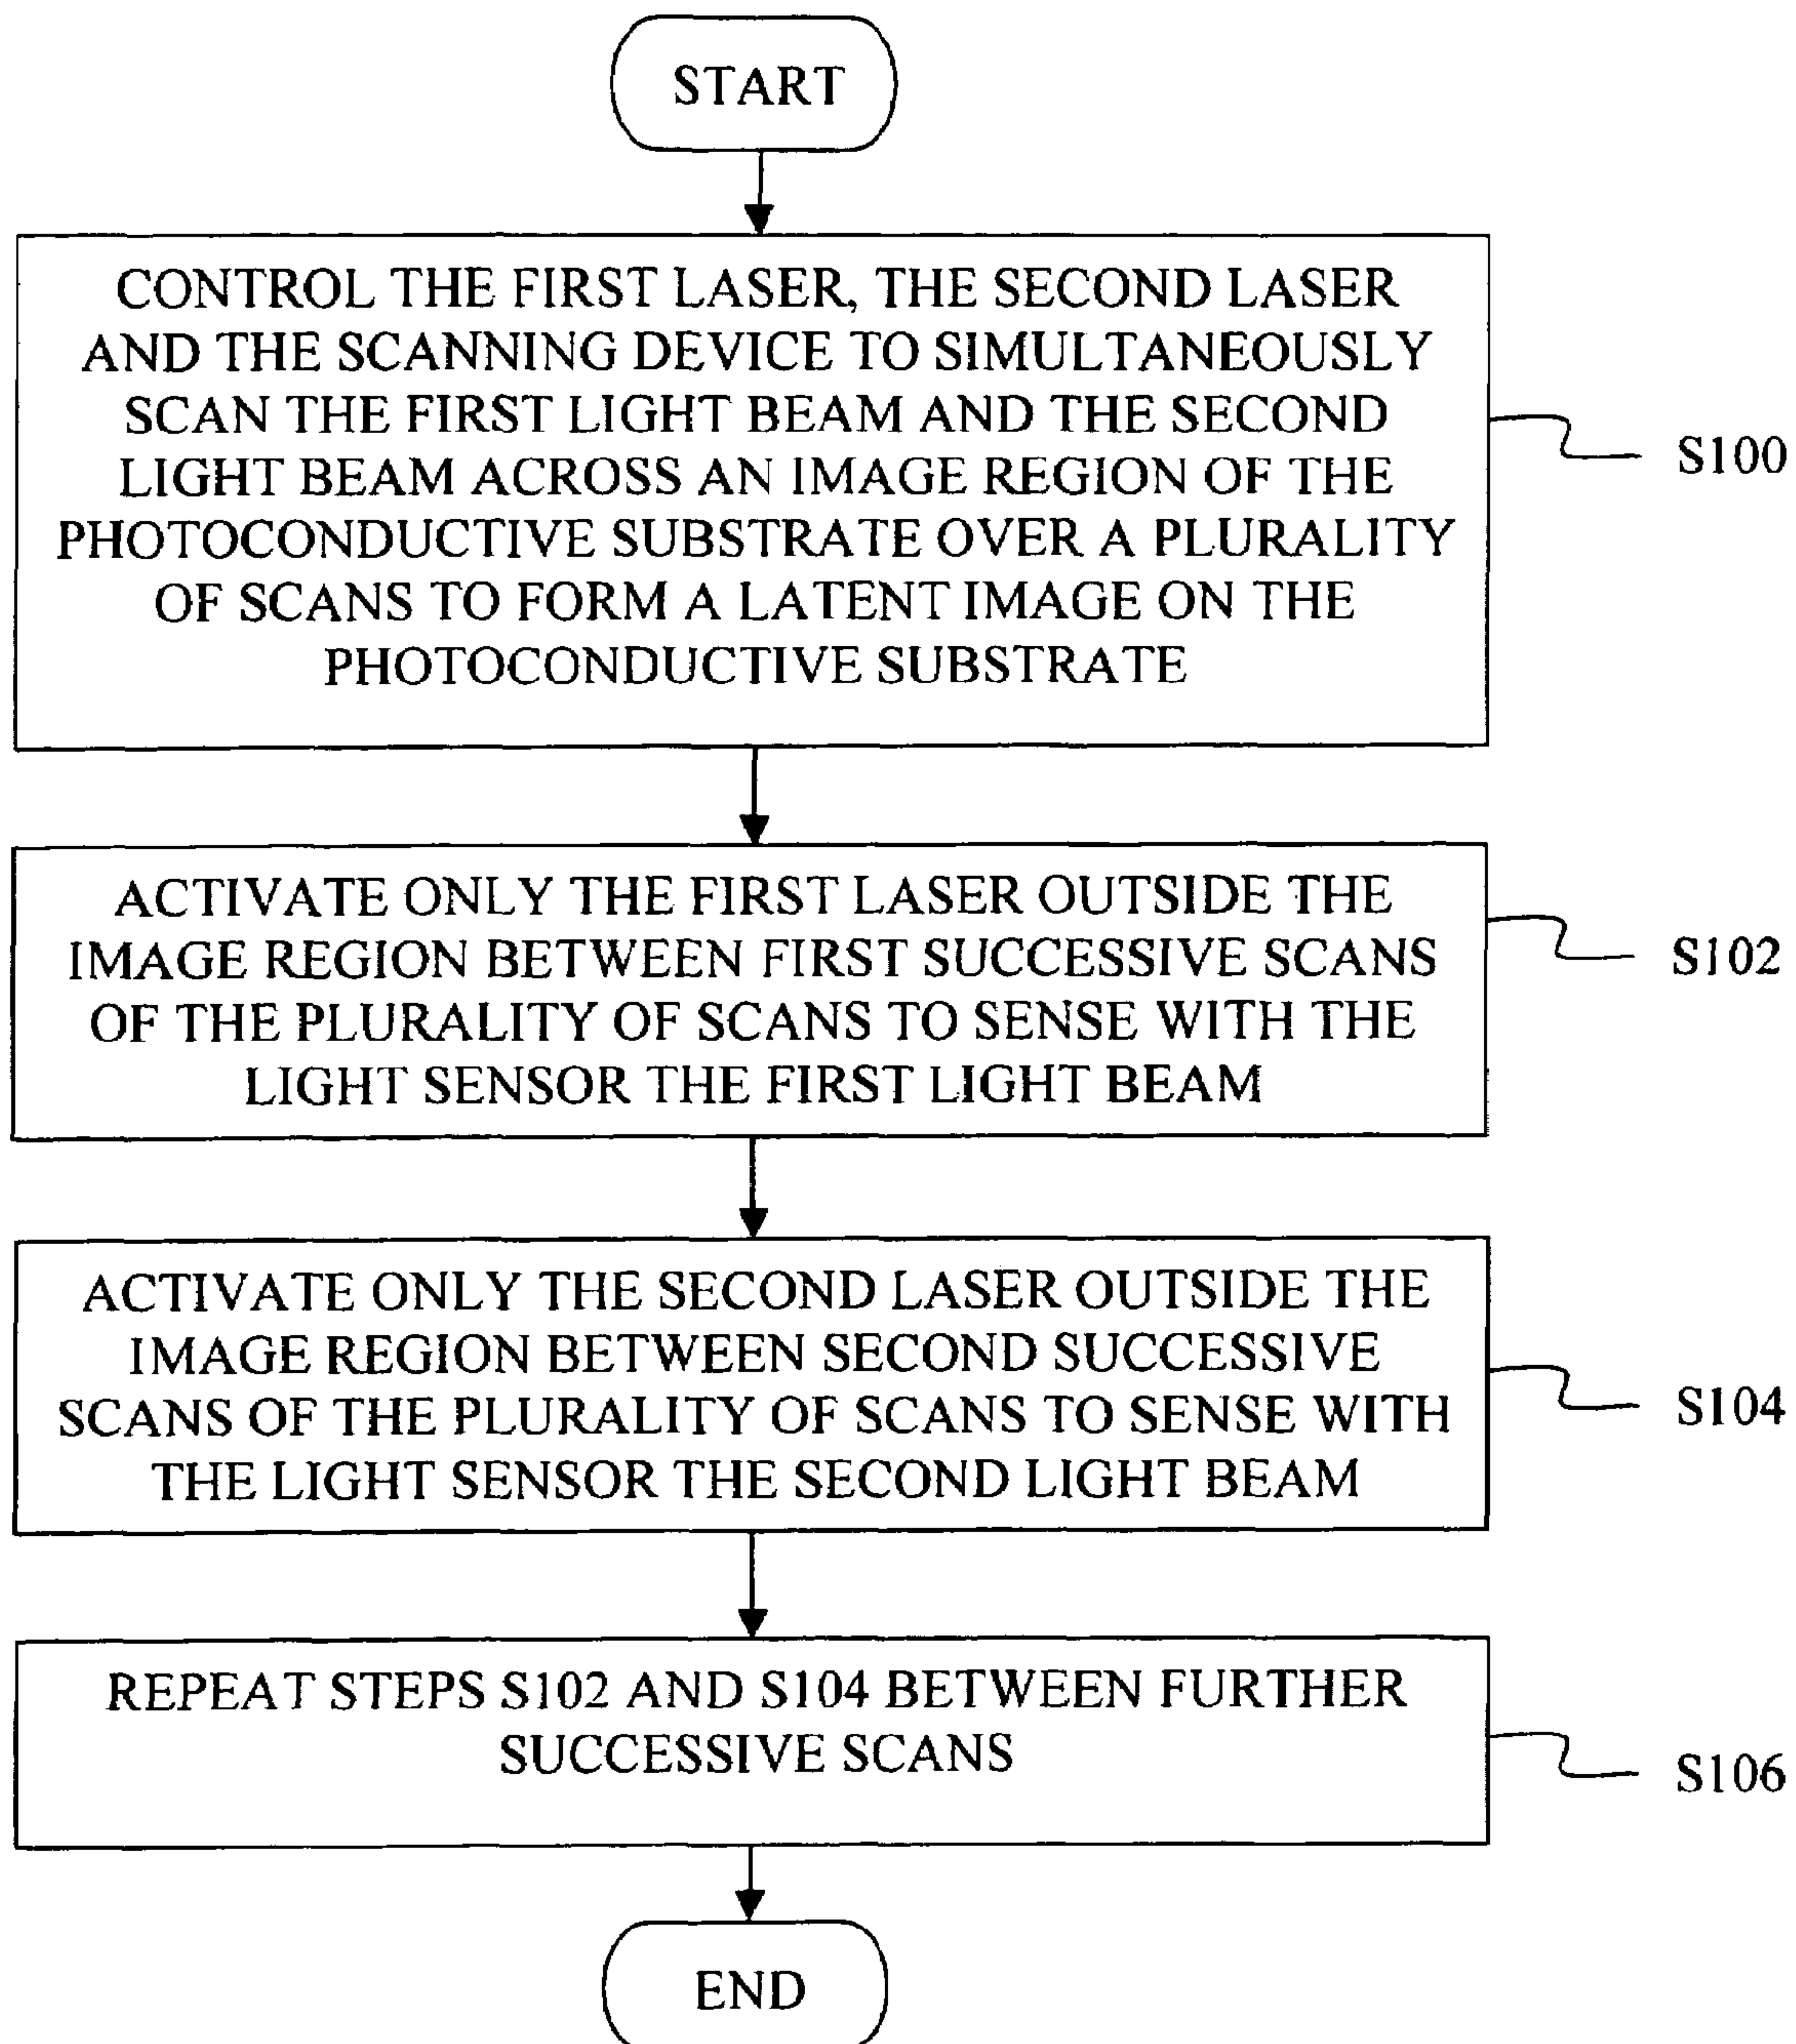 START
CONTROL THE FIRST LASER, THE SECOND LASER
AND THE SCANNING DEVICE TO SIMULTANEOUSLY
SCAN THE FIRST LIGHT BEAM AND THE SECOND
LIGHT BEAM ACROSS AN IMAGE REGION OF THE
PHOTOCONDUCTIVE SUBSTRATE OVER A PLURALITY
OF SCANS TO FORM A LATENT IMAGE ON THE
PHOTOCONDUCTIVE SUBSTRATE
S100
ACTIVATE ONLY THE FIRST LASER OUTSIDE THE
IMAGE REGION BETWEEN FIRST SUCCESSIVE SCANS
OF THE PLURALITY OF SCANS TO SENSE WITH THE
LIGHT SENSOR THE FIRST LIGHT BEAM
S102
ACTIVATE ONLY THE SECOND LASER OUTSIDE THE
IMAGE REGION BETWEEN SECOND SUCCESSIVE
SCANS OF THE PLURALITY OF SCANS TO SENSE WITH
THE LIGHT SENSOR THE SECOND LIGHT BEAM
S104
REPEAT STEPS S102 AND S104 BETWEEN FURTHER
SUCCESSIVE SCANS
S106
END